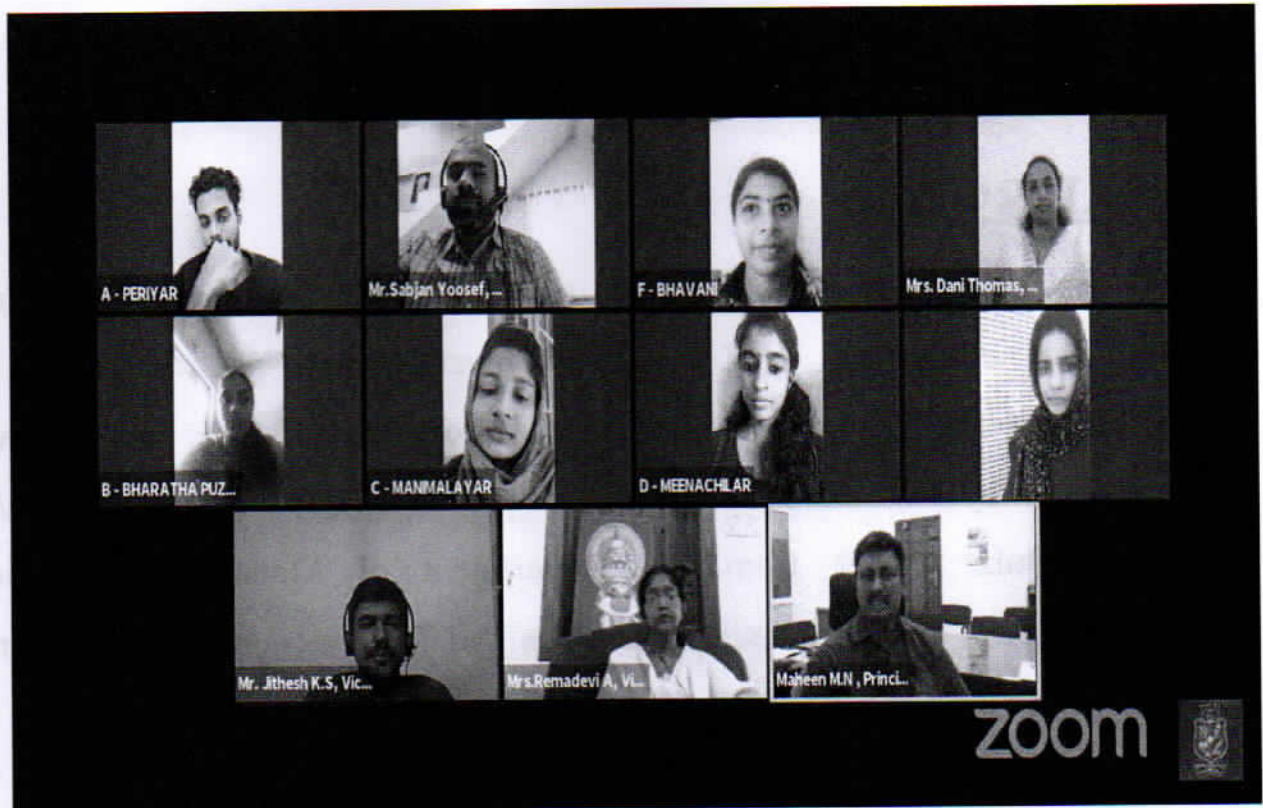 A - PERIYAR
Mr.Sabjan Yoosef, ...
F - BHAVANI
Mrs. Dani Thomas, ...
B - BHARATHA PUZ...
C - MANIMALAYAR
D - MEENACHILAR
Mr. Jithesh K.S, Vic...
Mrs.Remadevi A, Vi...
Maheen M.N , Princi...
zoom